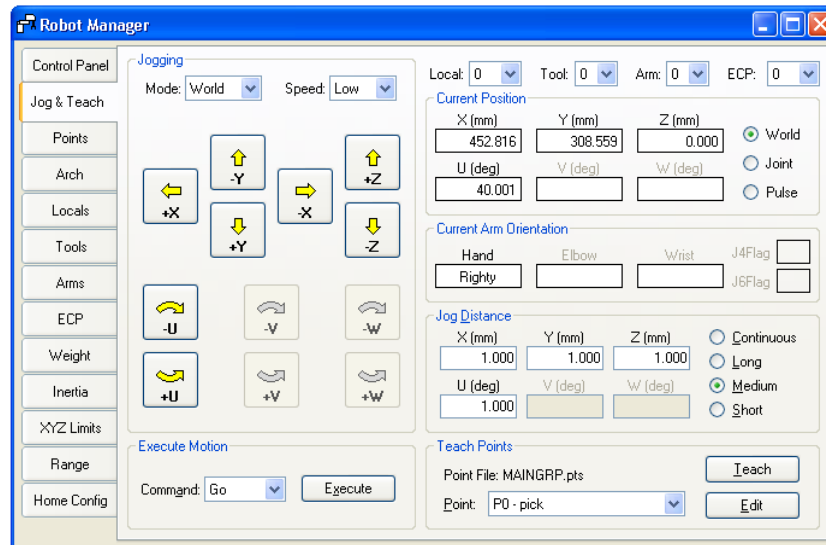 Robot Manager
Control Panel
Jog & Teach
Points
Arch
Locals
Tools
Arms
ECP
Weight
Inertia
XYZ Limits
Range
Home Config
Jogging
Mode: World Speed: Low
-Y
+Z
+X
-X
+Y
-Z
-U -V -W
+U +V +W
Execute Motion
Command: Go Execute
Local: 0 Tool: 0 Arm: 0 ECP: 0
Current Position
X (mm) Y (mm) Z (mm)
452.816 308.559 0.000
U (deg) V (deg) W (deg)
40.001
World
Joint
Pulse
Current Arm Orientation
Hand Elbow Wrist
Righty
J4Flag
J6Flag
Jog Distance
X (mm) Y (mm) Z (mm)
1.000 1.000 1.000
U (deg) V (deg) W (deg)
1.000
Continuous
Long
Medium
Short
Teach Points
Point File: MAINGRP.pts Teach
Point: P0 - pick Edit